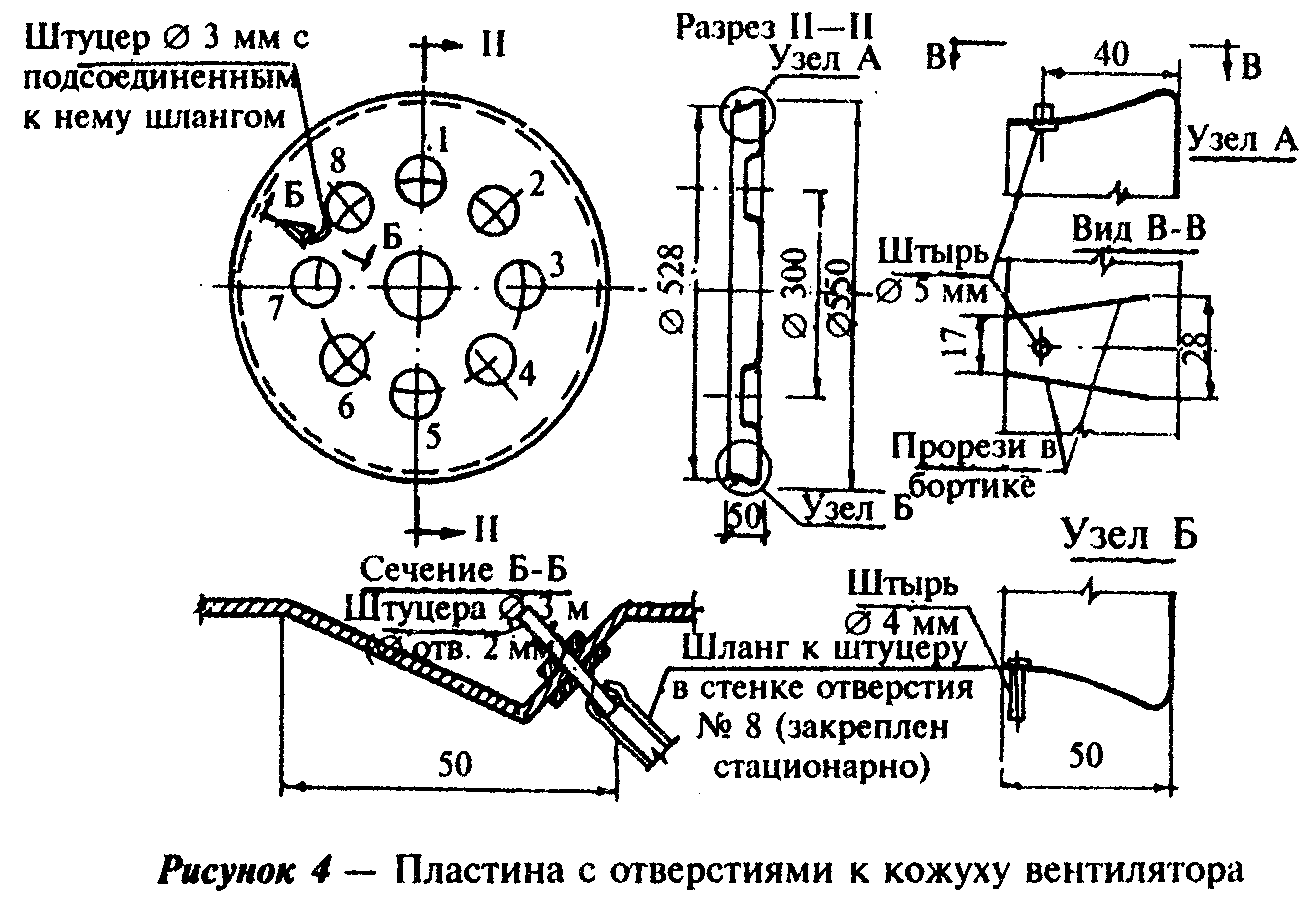 Штуцер ∅ 3 мм с
подсоединенным
к нему шлангом
II
1
2
3
4
5
6
7
8
Б
Б
II
Разрез II—II
Узел А
∅ 528
∅ 300
∅550
50
Узел Б
В
В
40
Узел А
Штырь
∅ 5 мм
Вид В-В
17
28
Прорези в
бортике
Сечение Б-Б
Штуцера ∅ 3 м
(∅ отв. 2 мм
50
Шланг к штуцеру
в стенке отверстия
№ 8 (закреплен
стационарно)
Узел Б
Штырь
∅ 4 мм
50
Рисунок 4 — Пластина с отверстиями к кожуху вентилятора